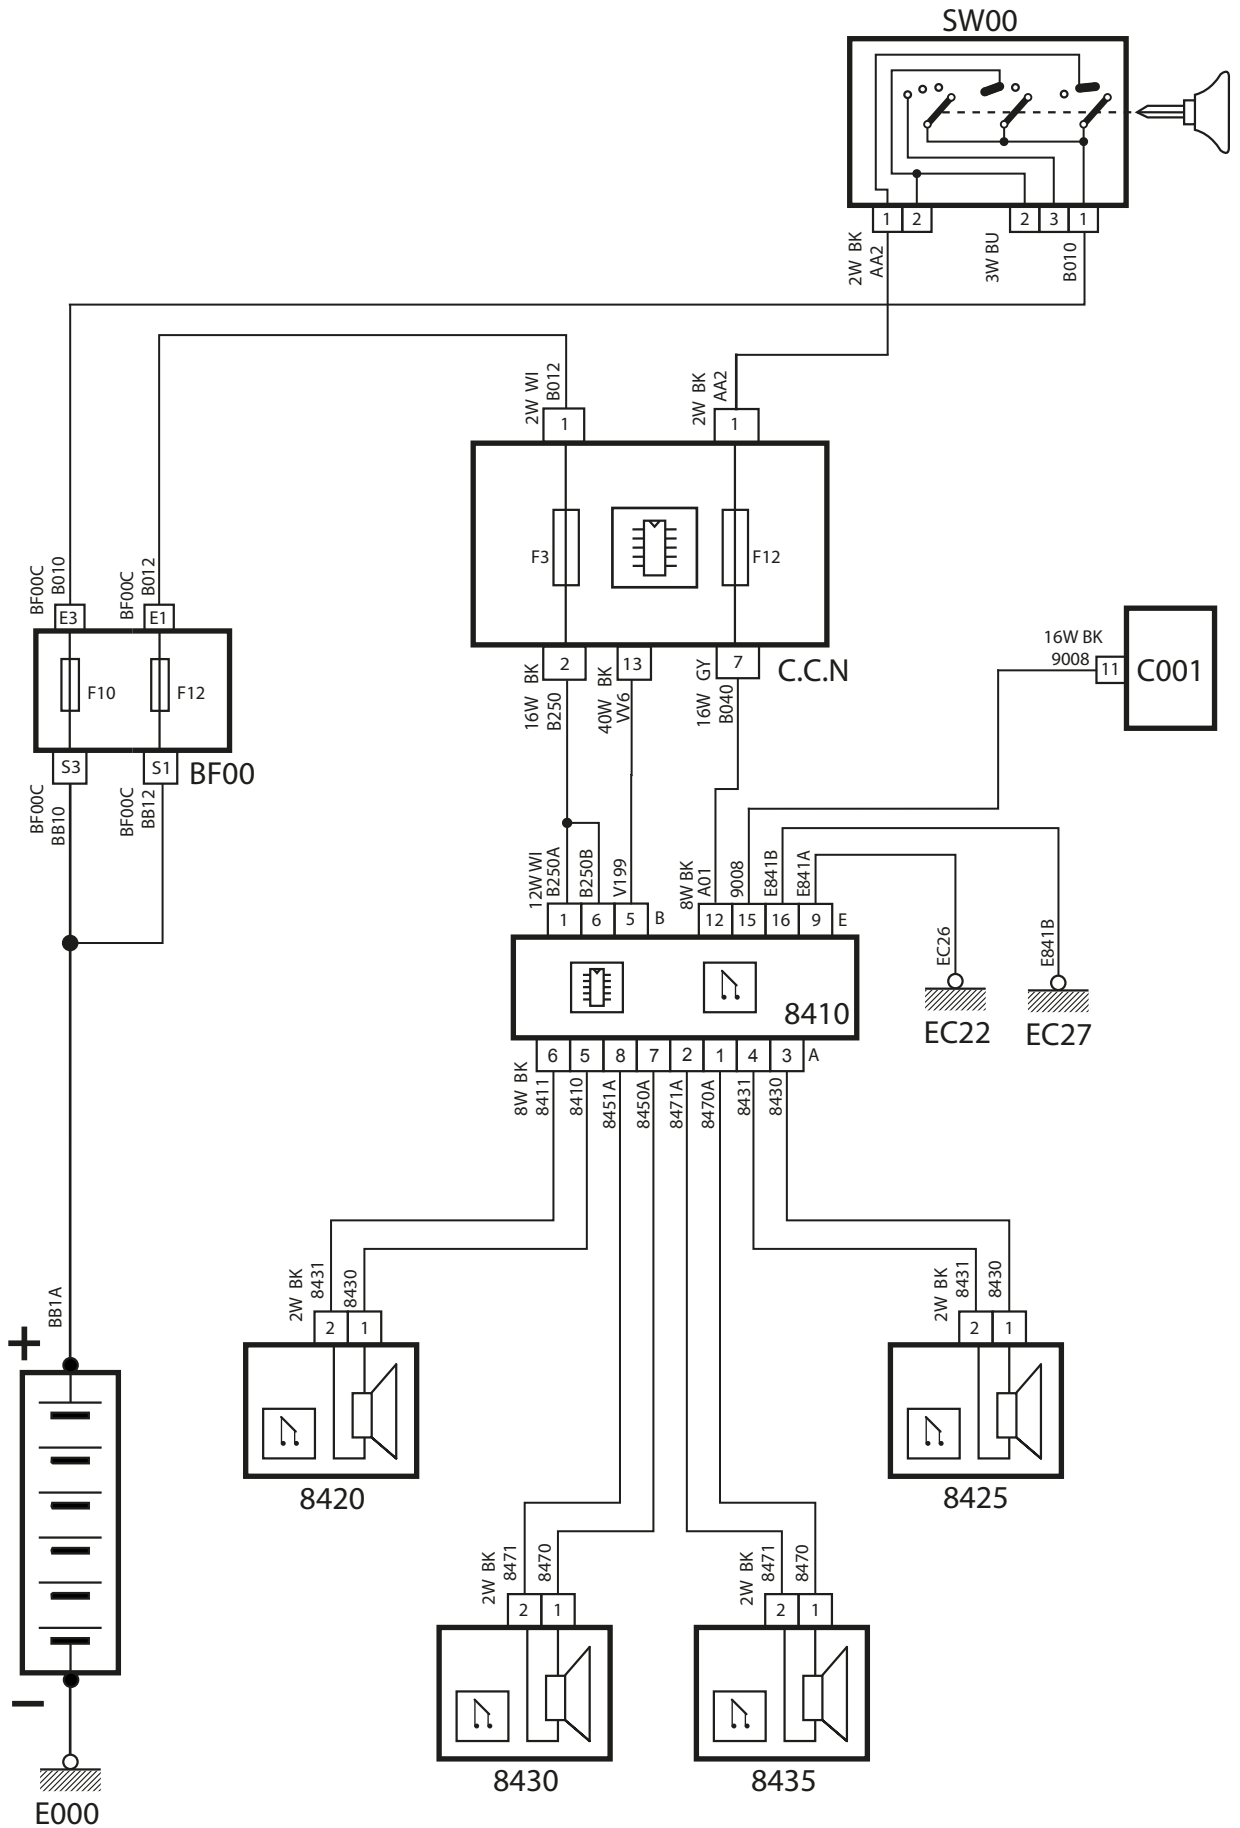 SW00
1 2 2 3 1
2W BK
AA2
3W BU
B010
2W WI
B012
2W BK
AA2
1 1
F3 F12
BF00C
B010
BF00C
B012
E3 E1
F10 F12
S3 S1
BF00
BF00C
BB10
BF00C
BB12
2 13 7
C.C.N
16W BK
B250
40W BK
VV6
16W GY
B040
16W BK
9008
11 C001
12W WI
B250A
B250B
V199
8W BK
A01
9008
E841B
E841A
1 6 5 B
12 15 16 9 E
EC26
E841B
8410
EC22 EC27
6 5 8 7 2 1 4 3 A
8W BK
8411
8410
8451A
8450A
8471A
8470A
8431
8430
BB1A
+
2W BK
8431
8430
2 1
8420
2W BK
8431
8430
2 1
8425
2W BK
8471
8470
2 1
8430
2W BK
8471
8470
2 1
8435
−
E000